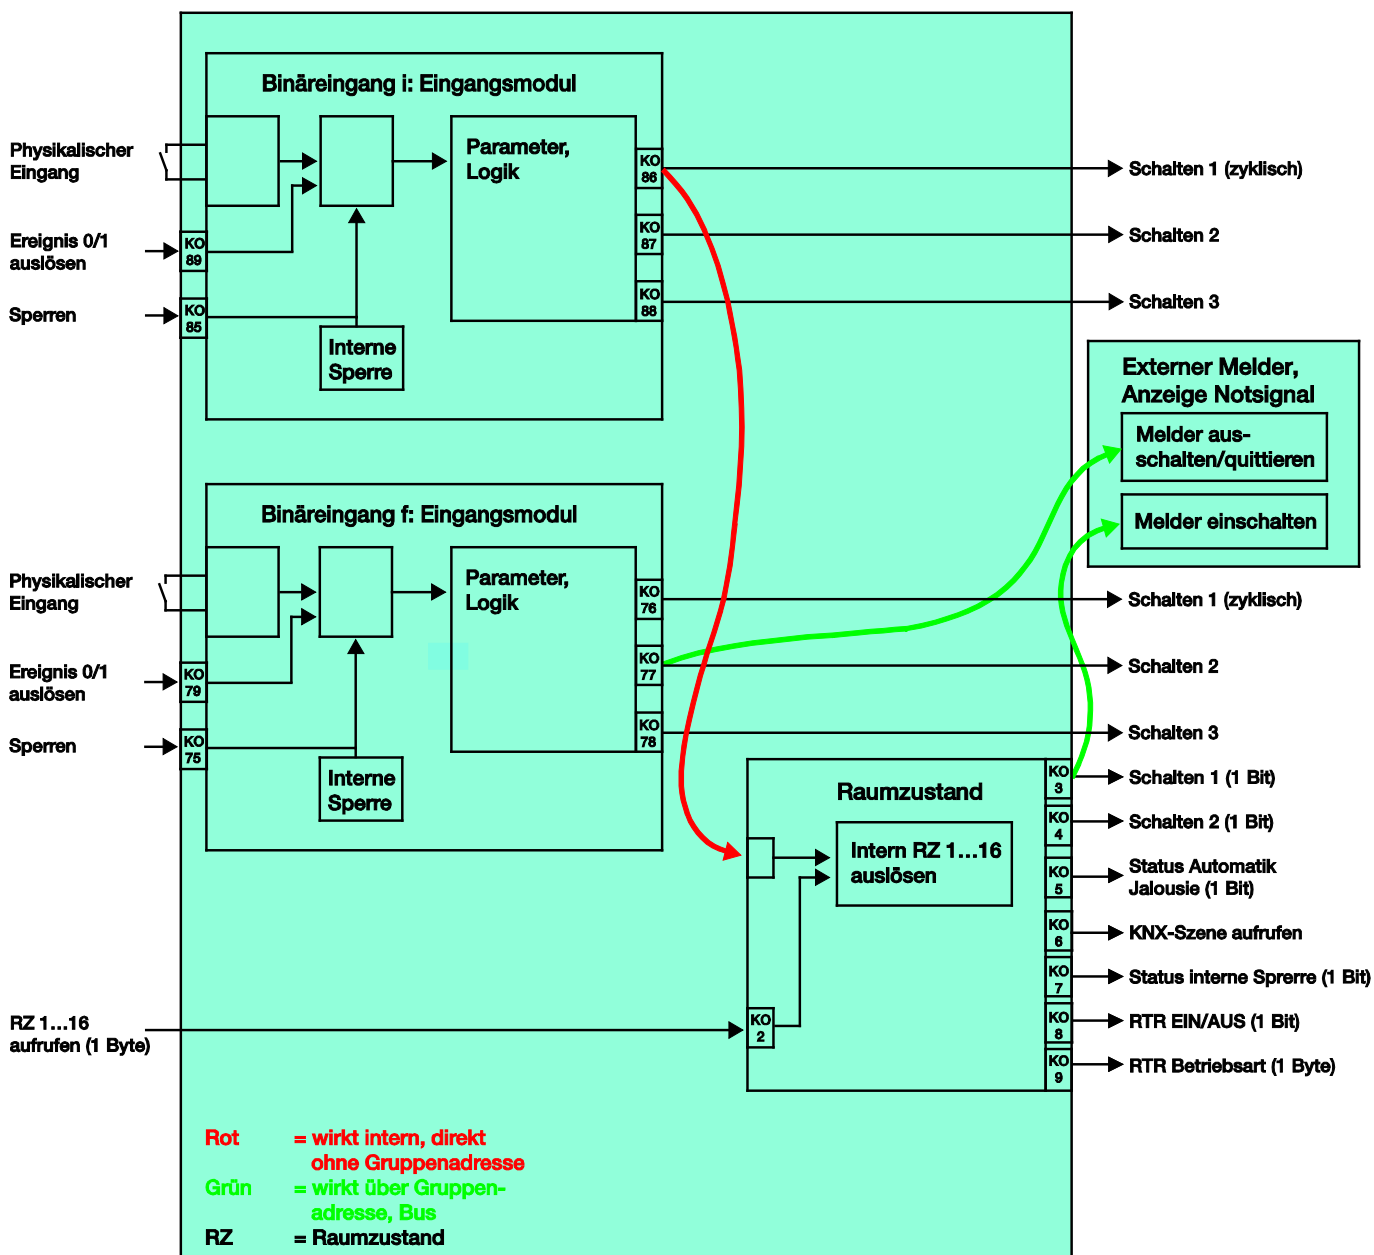 Binäreingang i: Eingangsmodul
Physikalischer
Eingang
Parameter,
Logik
KO
86
Schalten 1 (zyklisch)
Ereignis 0/1
auslösen
KO
89
KO
87
Schalten 2
Sperren
KO
85
KO
88
Schalten 3
Interne
Sperre
Externer Melder,
Anzeige Notsignal
Melder aus-
schalten/quittieren
Melder einschalten
Binäreingang f: Eingangsmodul
Physikalischer
Eingang
Parameter,
Logik
KO
76
Schalten 1 (zyklisch)
Ereignis 0/1
auslösen
KO
79
KO
77
Schalten 2
Sperren
KO
75
KO
78
Schalten 3
Interne
Sperre
Raumzustand
KO
3
Schalten 1 (1 Bit)
KO
4
Schalten 2 (1 Bit)
Intern RZ 1...16
auslösen
KO
5
Status Automatik
Jalousie (1 Bit)
KO
6
KNX-Szene aufrufen
KO
7
Status interne Sprerre (1 Bit)
RZ 1...16
aufrufen (1 Byte)
KO
2
KO
8
RTR EIN/AUS (1 Bit)
KO
9
RTR Betriebsart (1 Byte)
Rot = wirkt intern, direkt
ohne Gruppenadresse
Grün = wirkt über Gruppen-
adresse, Bus
RZ = Raumzustand